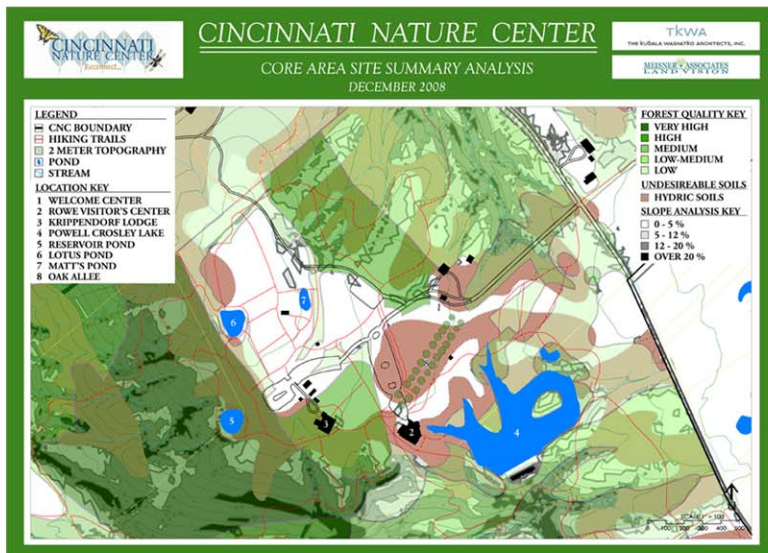 CINCINNATI
NATURE CENTER
Reconnect...
CINCINNATI NATURE CENTER
CORE AREA SITE SUMMARY ANALYSIS
DECEMBER 2008
TKWA
THE KUBALA WASHATKO ARCHITECTS, INC.
MEISNER + ASSOCIATES
LAND VISION
LEGEND
CNC BOUNDARY
HIKING TRAILS
2 METER TOPOGRAPHY
POND
STREAM
LOCATION KEY
1 WELCOME CENTER
2 ROWE VISITOR'S CENTER
3 KRIPPENDORF LODGE
4 POWELL CROSLEY LAKE
5 RESERVOIR POND
6 LOTUS POND
7 MATT'S POND
8 OAK ALLEE
FOREST QUALITY KEY
VERY HIGH
HIGH
MEDIUM
LOW-MEDIUM
LOW
UNDESIREABLE SOILS
HYDRIC SOILS
SLOPE ANALYSIS KEY
0 - 5 %
5 - 12 %
12 - 20 %
OVER 20 %
1
7
6
8
5
3
2
4